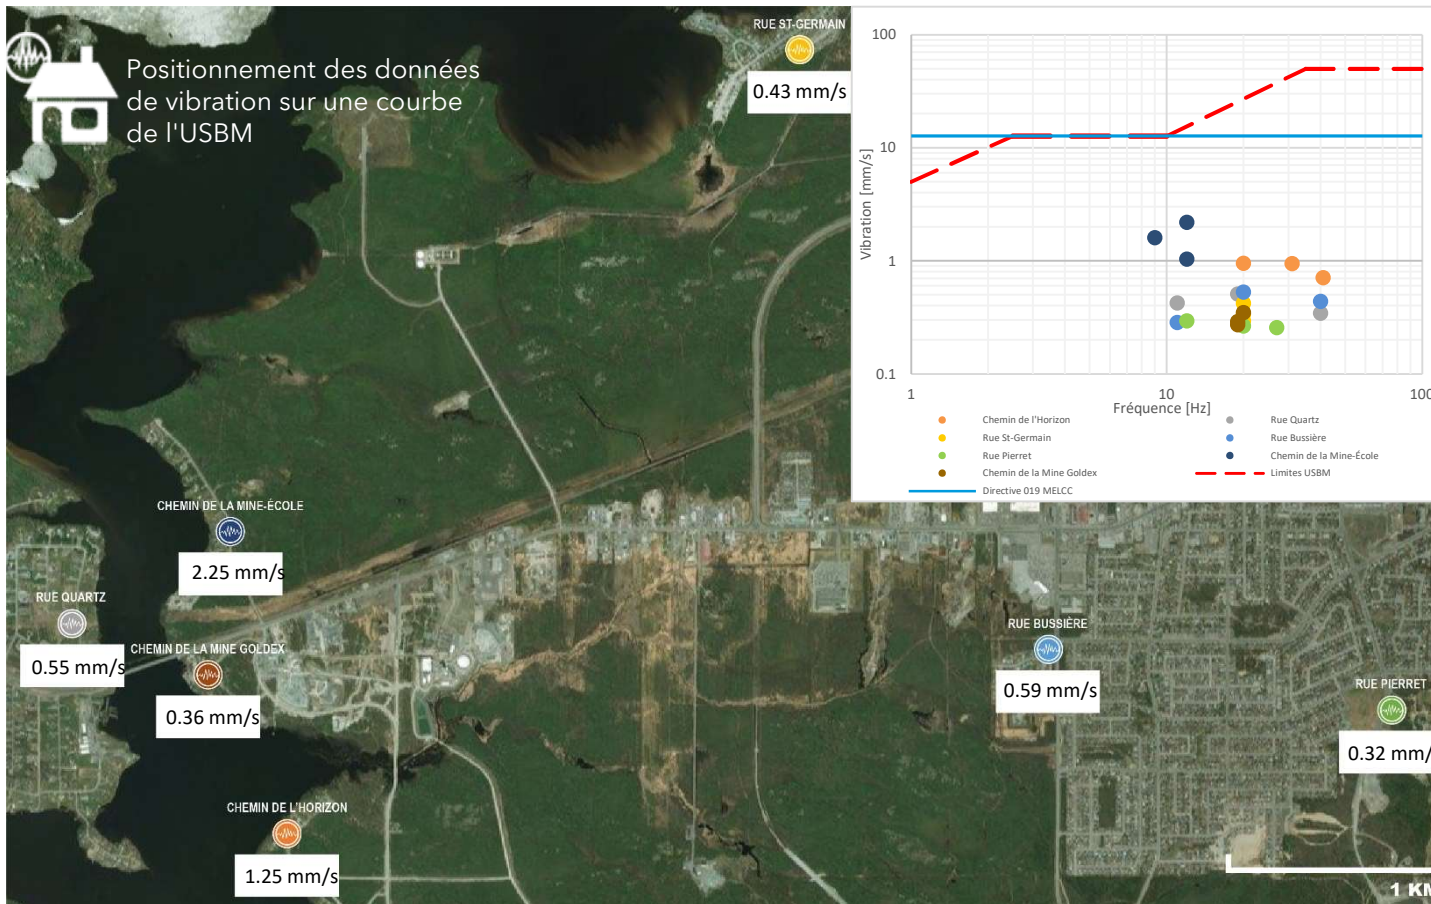 Positionnement des données
de vibration sur une courbe
de l'USBM
RUE ST-GERMAIN
0.43 mm/s
CHEMIN DE LA MINE-ÉCOLE
2.25 mm/s
RUE QUARTZ
0.55 mm/s
CHEMIN DE LA MINE GOLDEX
0.36 mm/s
CHEMIN DE L'HORIZON
1.25 mm/s
RUE BUSSIÈRE
0.59 mm/s
RUE PIERRET
0.32 mm/
1 KM
Vibration [mm/s]
100
10
1
0.1
1
10
100
Fréquence [Hz]
Chemin de l'Horizon
Rue Quartz
Rue St-Germain
Rue Bussière
Rue Pierret
Chemin de la Mine-École
Chemin de la Mine Goldex
Limites USBM
Directive 019 MELCC